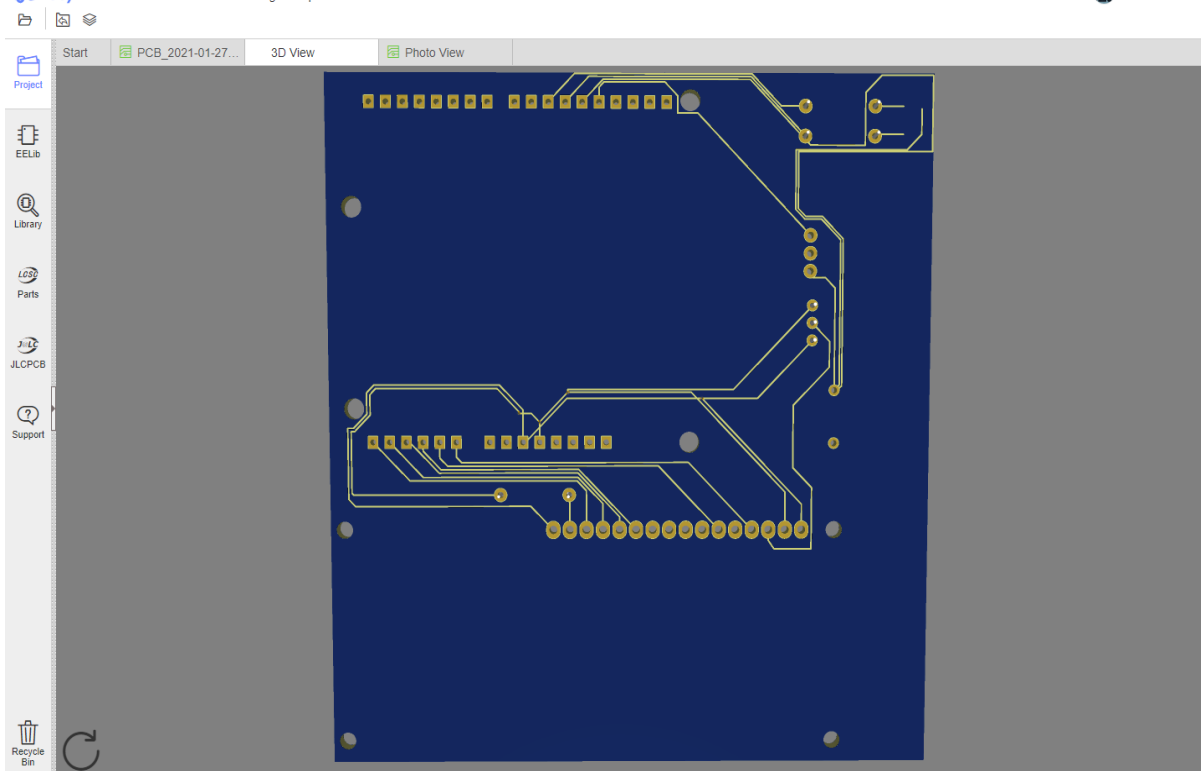 Start
PCB_2021-01-27...
3D View
Photo View
Project
EELib
Library
LCSC
Parts
JLCPCB
Support
Recycle
Bin